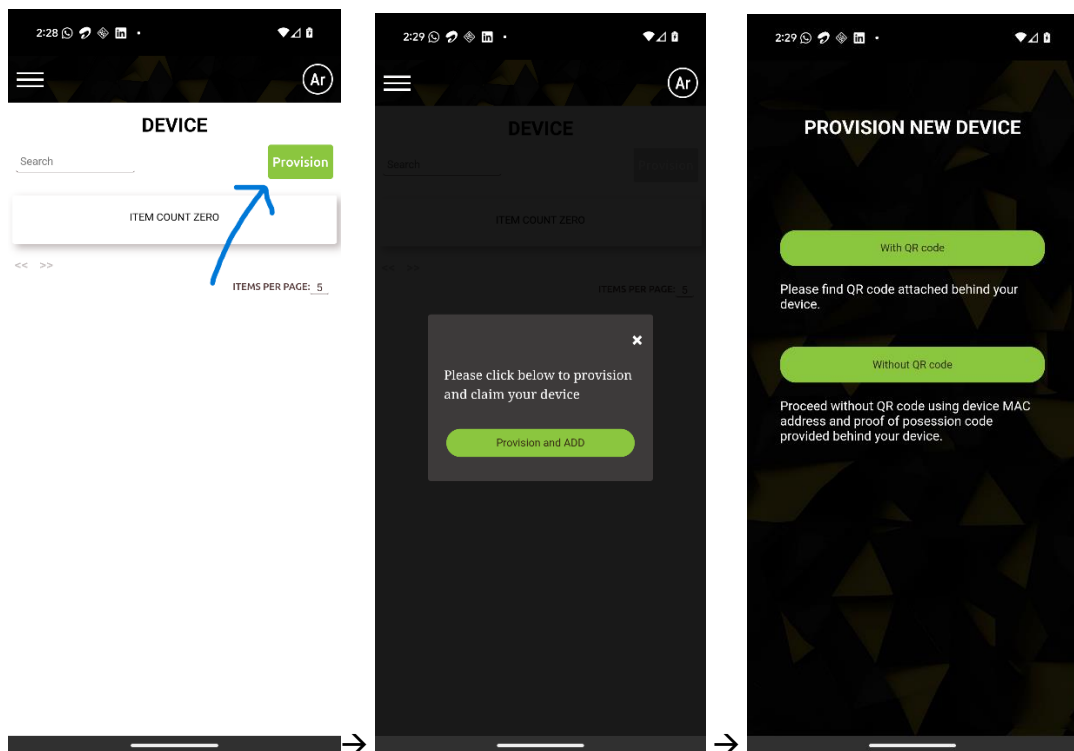 2:28
Ar
DEVICE
Search
Provision
ITEM COUNT ZERO
<< >>
ITEMS PER PAGE: 5
→
2:29
Ar
DEVICE
Search
Provision
ITEM COUNT ZERO
<< >>
ITEMS PER PAGE: 5
×
Please click below to provision
and claim your device
Provision and ADD
→
2:29
PROVISION NEW DEVICE
With QR code
Please find QR code attached behind your
device.
Without QR code
Proceed without QR code using device MAC
address and proof of posession code
provided behind your device.